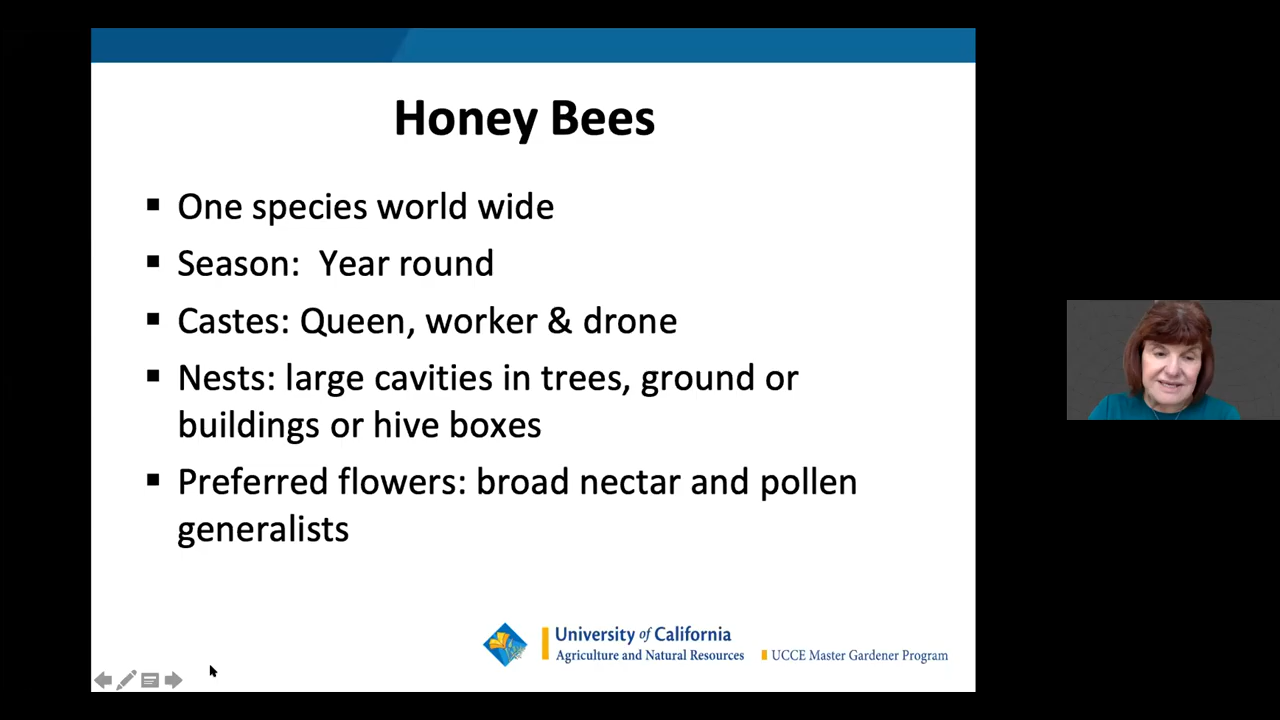 Honey Bees
▪ One species world wide
▪ Season:  Year round
▪ Castes: Queen, worker & drone
▪ Nests: large cavities in trees, ground or
buildings or hive boxes
▪ Preferred flowers: broad nectar and pollen
generalists
University of California
Agriculture and Natural Resources
UCCE Master Gardener Program